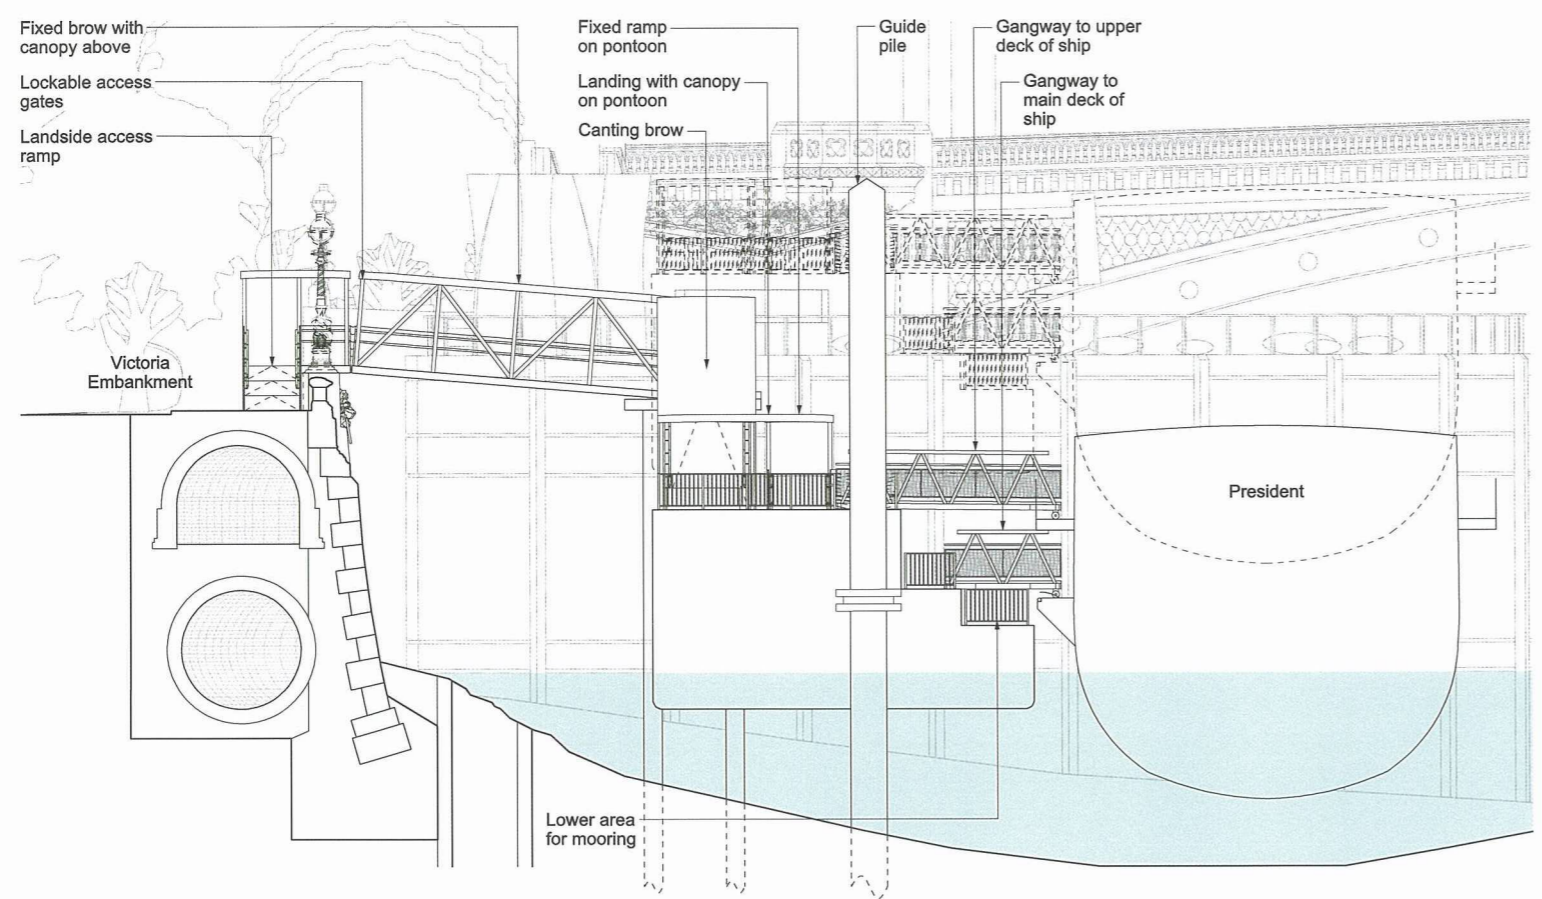 Fixed brow with
canopy above
Lockable access
gates
Landside access
ramp
Fixed ramp
on pontoon
Landing with canopy
on pontoon
Canting brow
Guide
pile
Gangway to upper
deck of ship
Gangway to
main deck of
ship
Victoria
Embankment
President
Lower area
for mooring